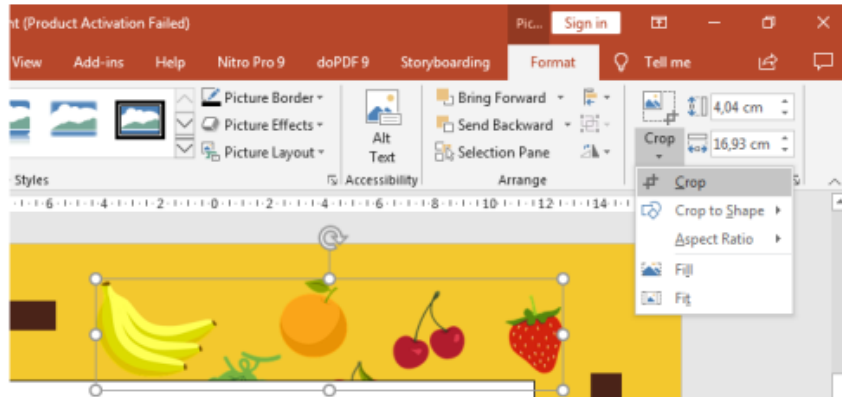 nt (Product Activation Failed) Pic... Sign in
View Add-ins Help Nitro Pro 9 doPDF 9 Storyboarding Format Tell me
Picture Border
Picture Effects
Picture Layout
Styles
Alt
Text
Accessibility
Bring Forward
Send Backward
Selection Pane
Arrange
Crop
4,04 cm
16,93 cm
Crop
Crop to Shape
Aspect Ratio
Fill
Fit
6 4 2 0 2 4 6 8 10 12 14